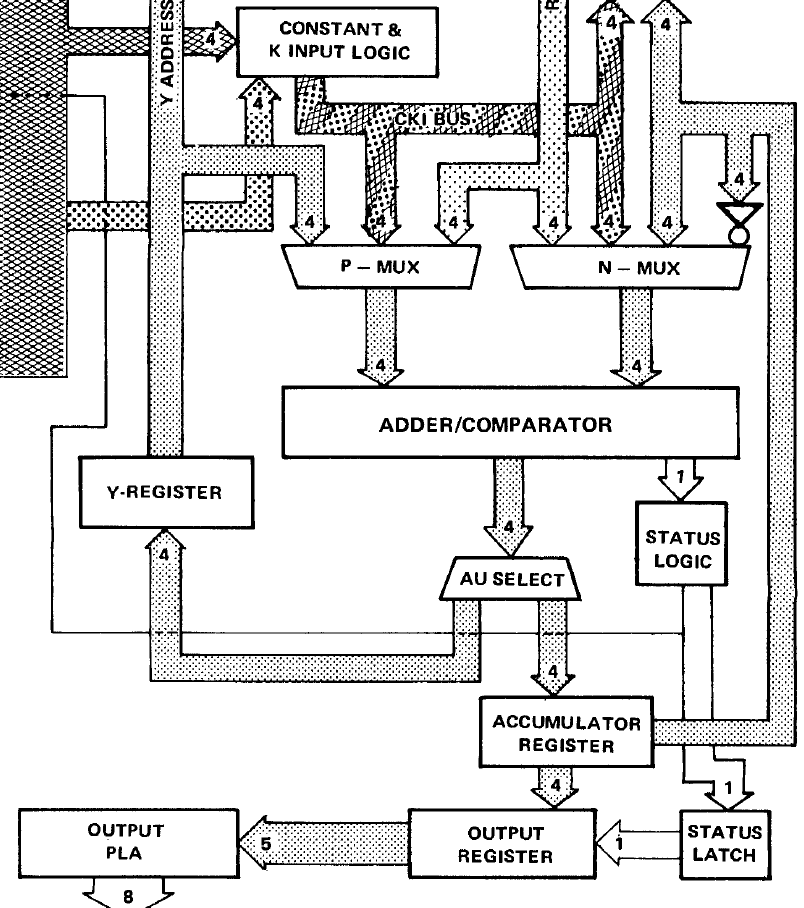 CONSTANT &
K INPUT LOGIC
4
4
4
Y ADDRESS
4
CKI BUS
4
4
4
4
4
4
4
4
P – MUX
N – MUX
4
4
ADDER/COMPARATOR
Y-REGISTER
1
4
STATUS
LOGIC
4
AU SELECT
4
ACCUMULATOR
REGISTER
4
1
OUTPUT
PLA
5
OUTPUT
REGISTER
1
STATUS
LATCH
8